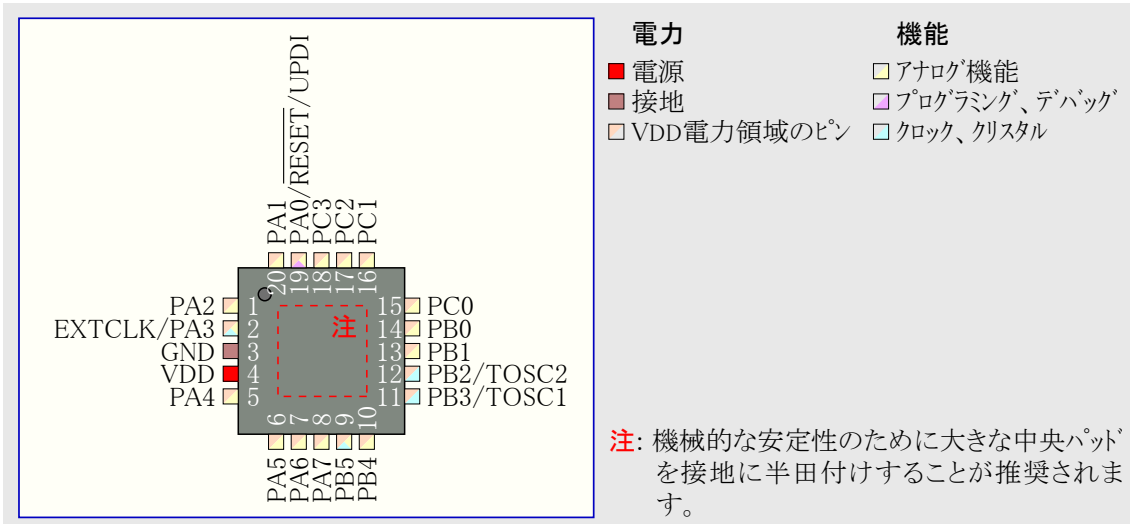 電力
機能
電源
アナログ機能
接地
プログラミング、デバッグ
VDD電力領域のピン
クロック、クリスタル
PA1
PA0/RESET/UPDI
PC3
PC2
PC1
20
19
18
17
16
PA2 1
EXTCLK/PA3 2
GND 3
VDD 4
PA4 5
注
15 PC0
14 PB0
13 PB1
12 PB2/TOSC2
11 PB3/TOSC1
6
7
8
9
10
PA5
PA6
PA7
PB5
PB4
注: 機械的な安定性のために大きな中央パッド
を接地に半田付けすることが推奨されま
す。